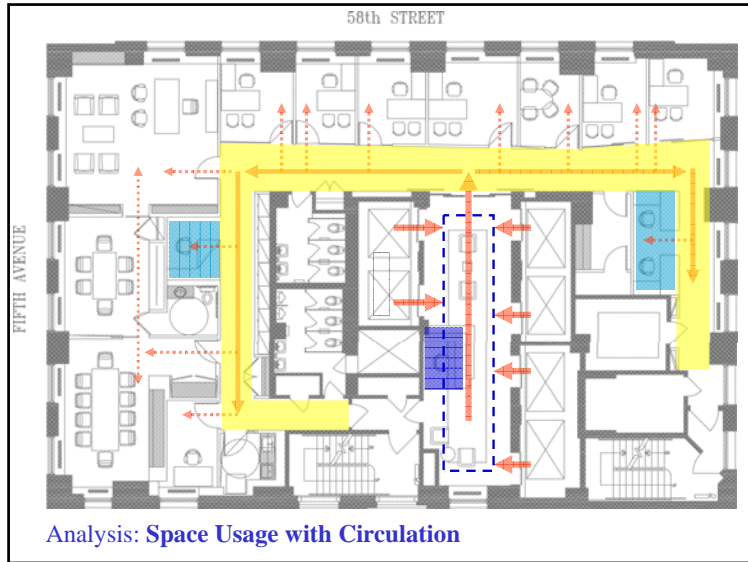 58th STREET
FIFTH AVENUE
Analysis: Space Usage with Circulation